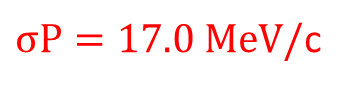 σP = 17.0 MeV/c